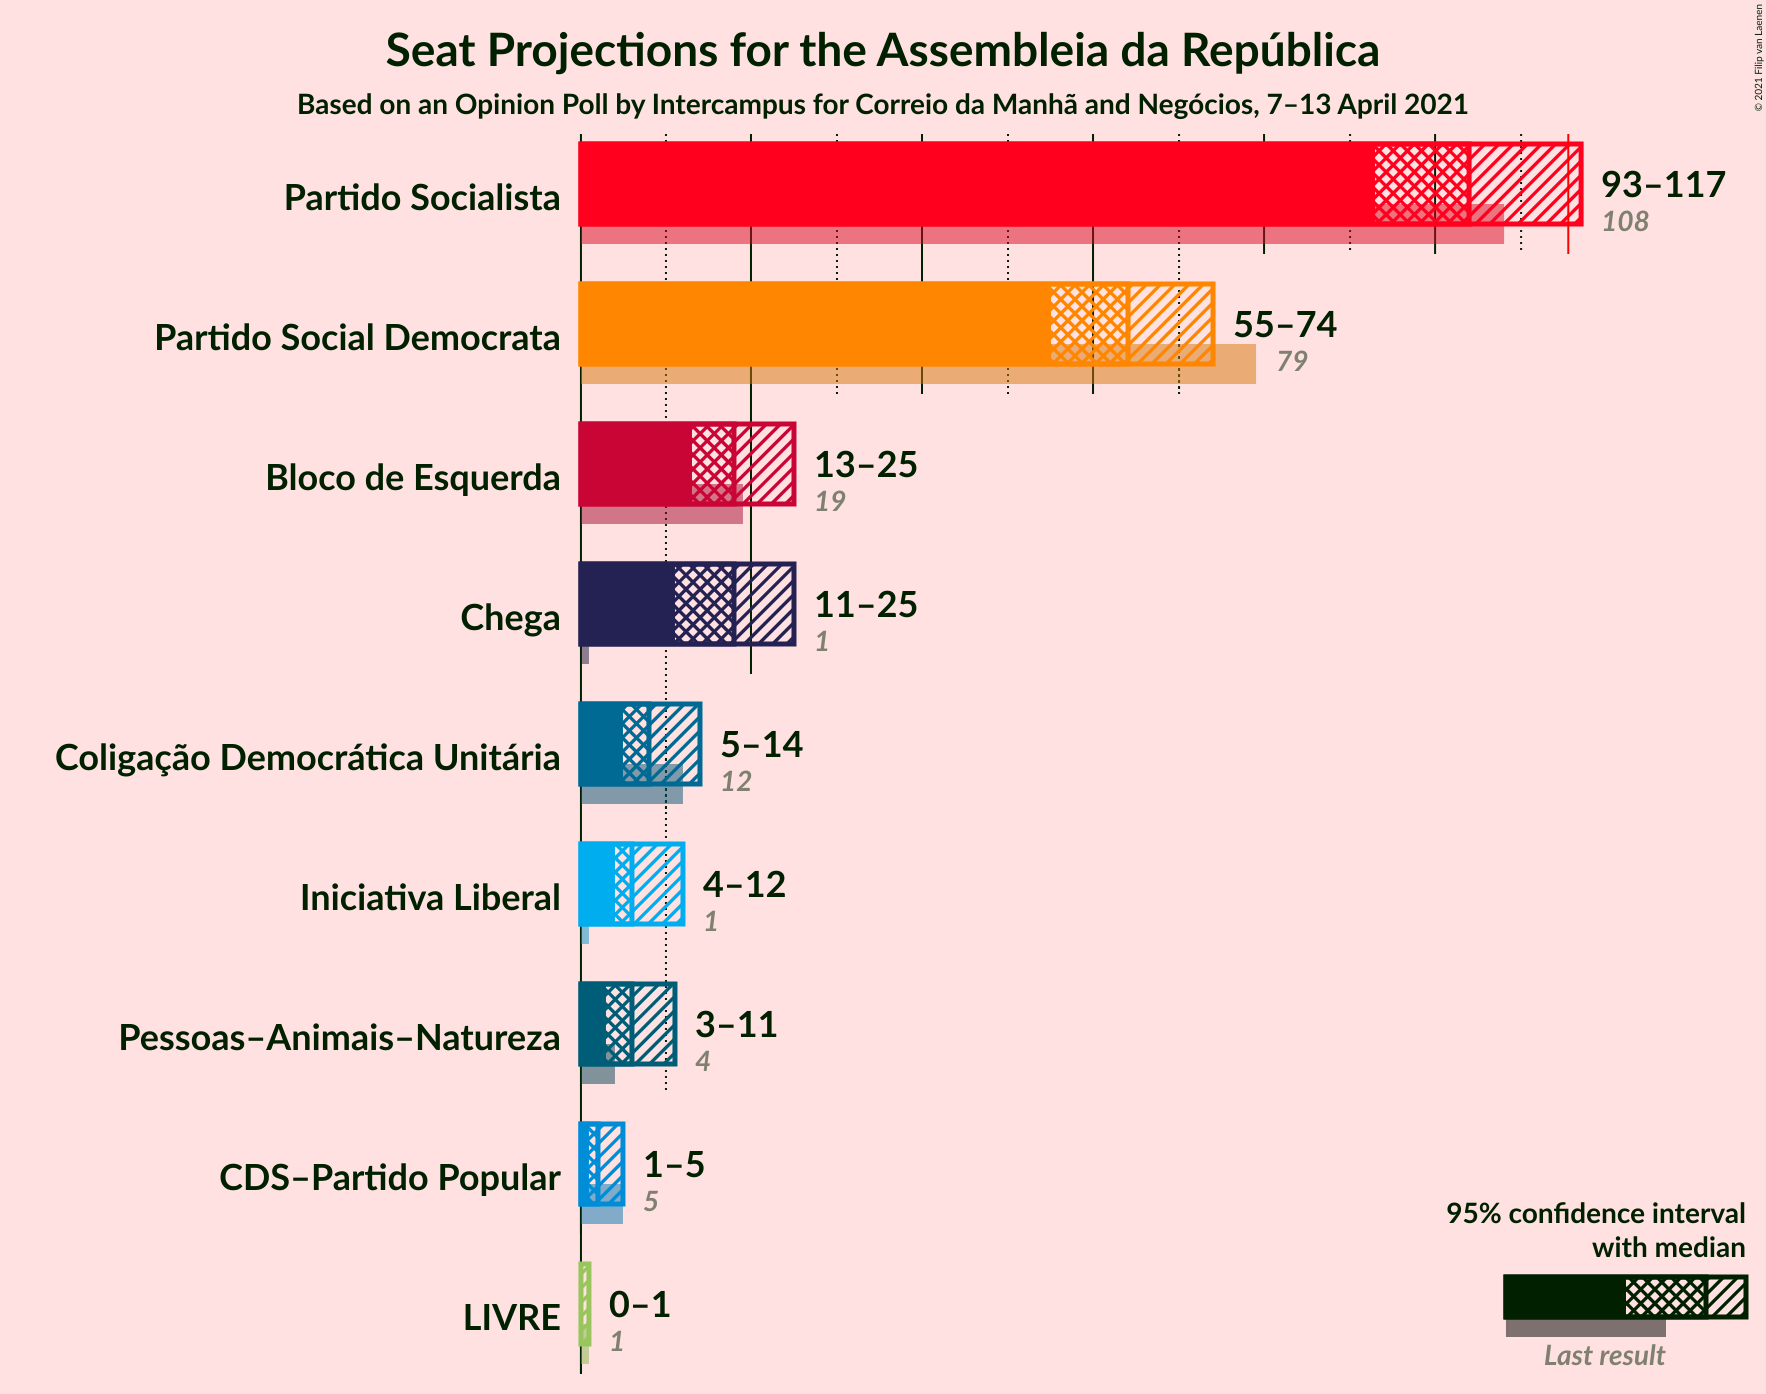 Seat Projections for the Assembleia da República
Based on an Opinion Poll by Intercampus for Correio da Manhã and Negócios, 7–13 April 2021
© 2021 Filip van Laenen
Partido Socialista
93–117
108
Partido Social Democrata
55–74
79
Bloco de Esquerda
13–25
19
Chega
11–25
1
Coligação Democrática Unitária
5–14
12
Iniciativa Liberal
4–12
1
Pessoas–Animais–Natureza
3–11
4
CDS–Partido Popular
1–5
5
LIVRE
0–1
1
95% confidence interval
with median
Last result